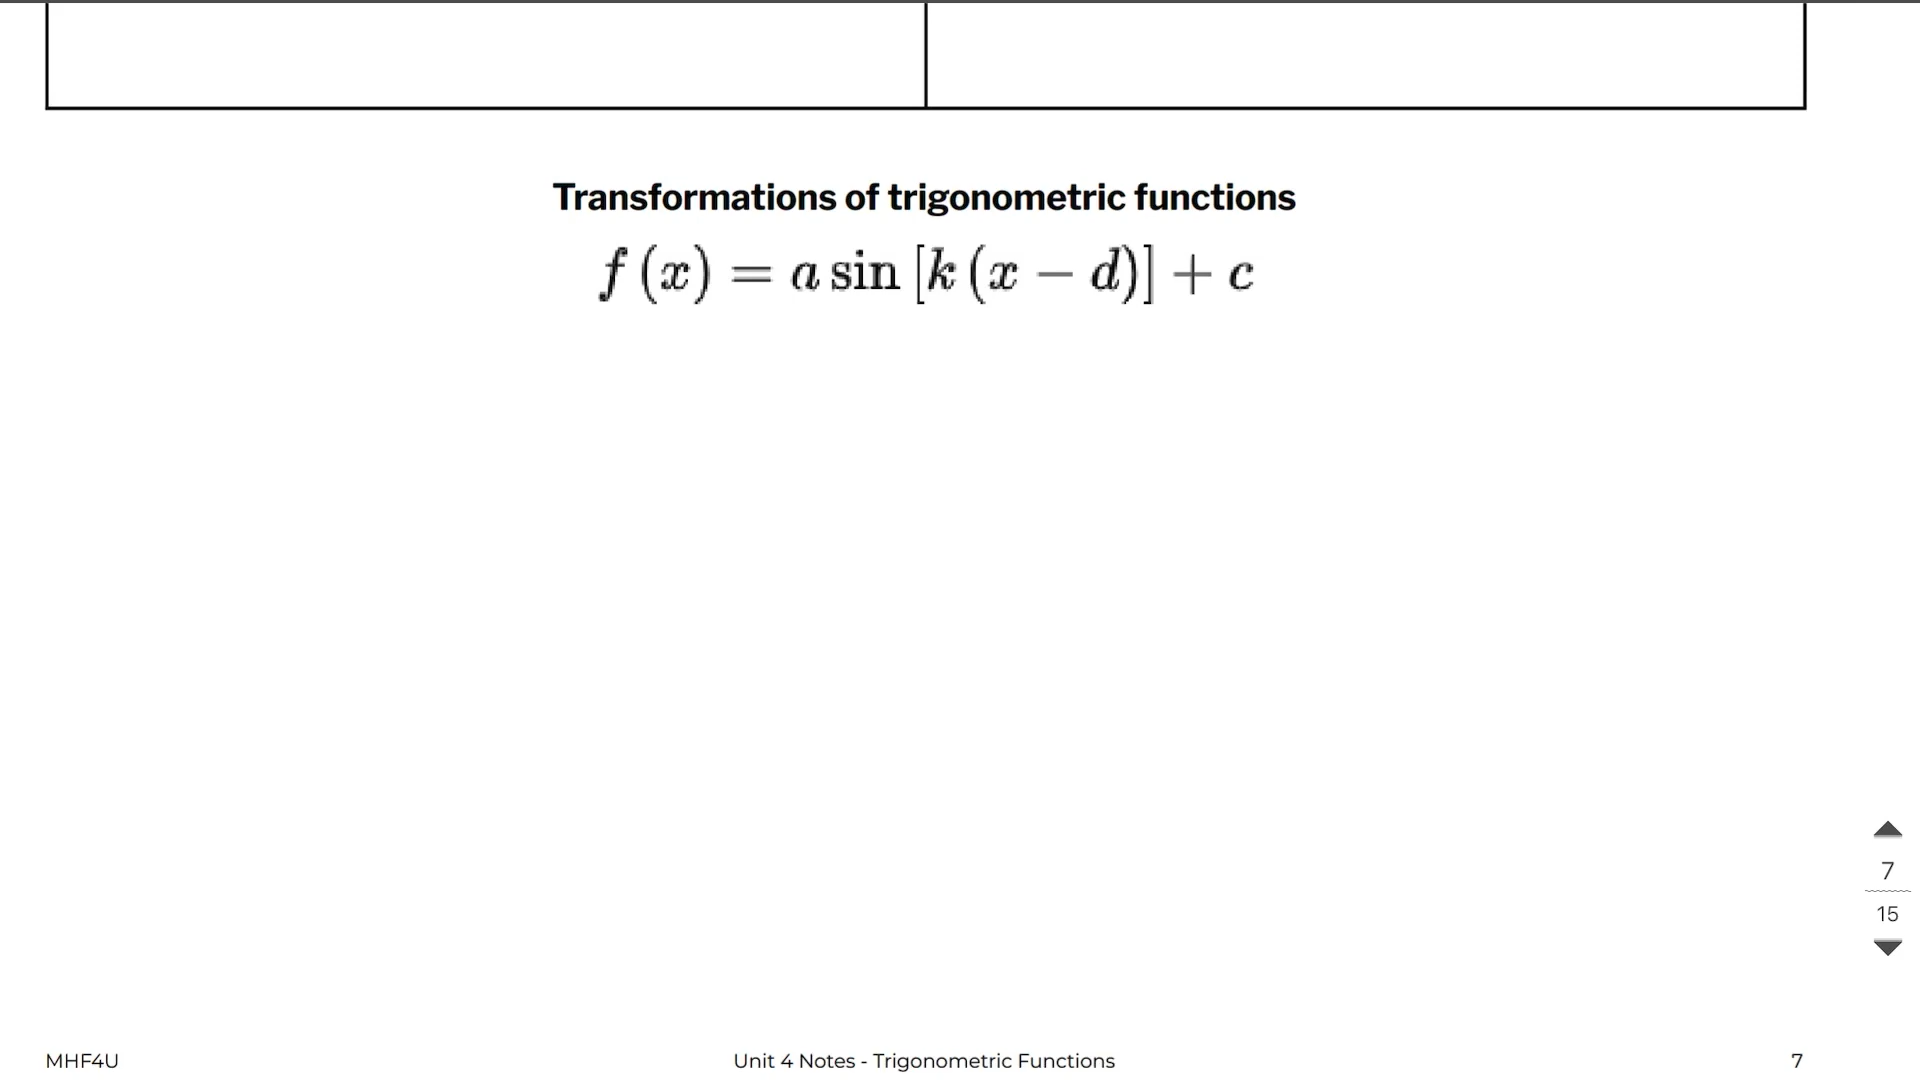 Transformations of trigonometric functions
f (x) = a sin [k (x − d)] + c
7
15
MHF4U
Unit 4 Notes - Trigonometric Functions
7